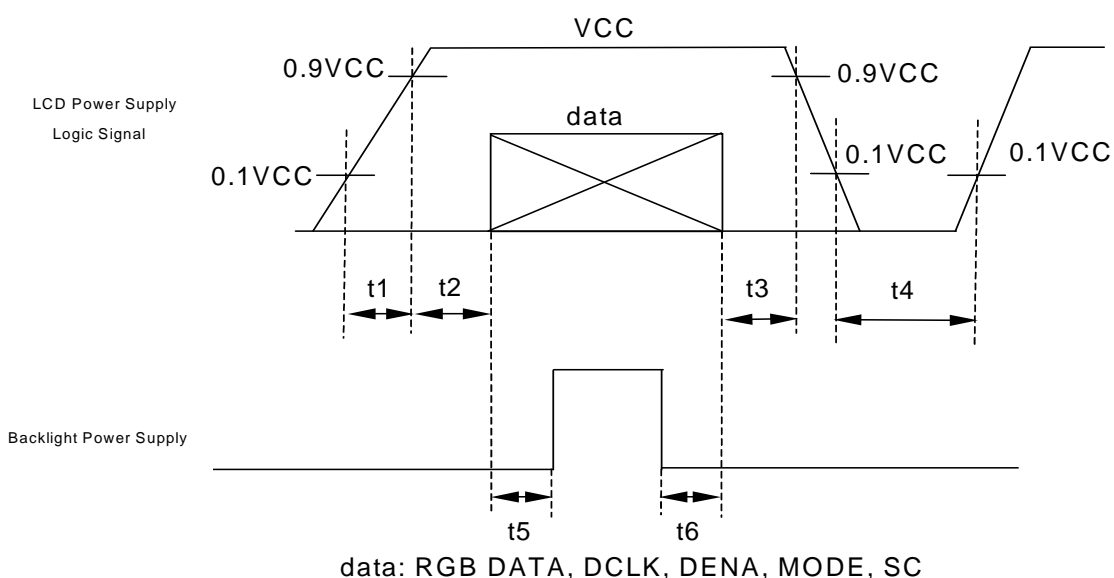 VCC
0.9VCC
0.9VCC
LCD Power Supply
Logic Signal
data
0.1VCC
0.1VCC
0.1VCC
t1
t2
t3
t4
Backlight Power Supply
t5
t6
data: RGB DATA, DCLK, DENA, MODE, SC